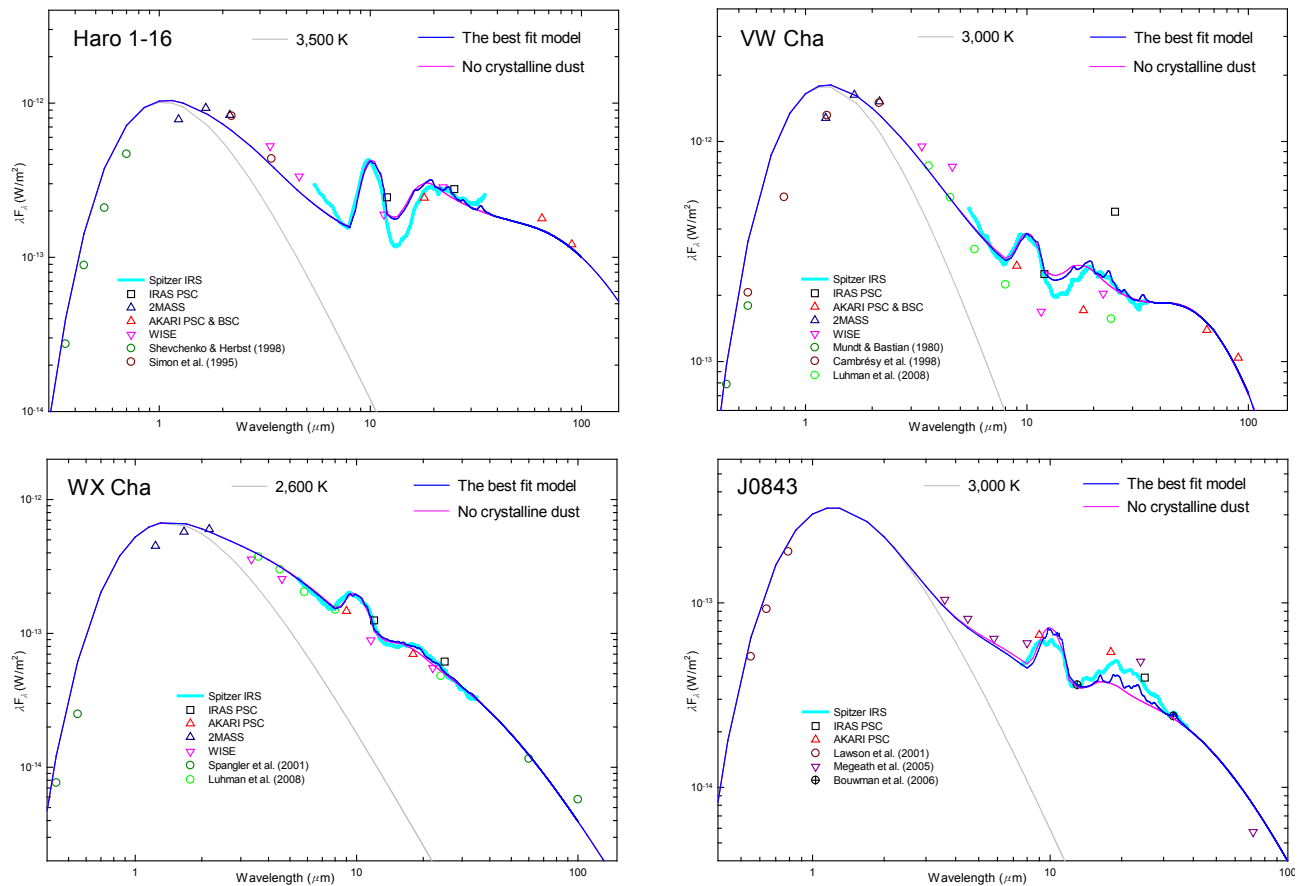 Haro 1-16
3,500 K
The best fit model
No crystalline dust
10⁻¹²
10⁻¹³
10⁻¹⁴
λF_λ (W/m²)
Spitzer IRS
IRAS PSC
2MASS
AKARI PSC & BSC
WISE
Shevchenko & Herbst (1998)
Simon et al. (1995)
1
10
100
Wavelength (μm)
VW Cha
3,000 K
The best fit model
No crystalline dust
10⁻¹²
10⁻¹³
λF_λ (W/m²)
Spitzer IRS
IRAS PSC
2MASS
AKARI PSC & BSC
WISE
Mundt & Bastian (1980)
Cambrésy et al. (1998)
Luhman et al. (2008)
1
10
100
Wavelength (μm)
WX Cha
2,600 K
The best fit model
No crystalline dust
10⁻¹²
10⁻¹³
10⁻¹⁴
λF_λ (W/m²)
Spitzer IRS
IRAS PSC
AKARI PSC
2MASS
WISE
Spangler et al. (2001)
Luhman et al. (2008)
1
10
100
Wavelength (μm)
J0843
3,000 K
The best fit model
No crystalline dust
10⁻¹³
10⁻¹⁴
λF_λ (W/m²)
Spitzer IRS
IRAS PSC
AKARI PSC
Lawson et al. (2001)
Megeath et al. (2005)
Bouwman et al. (2006)
1
10
100
Wavelength (μm)